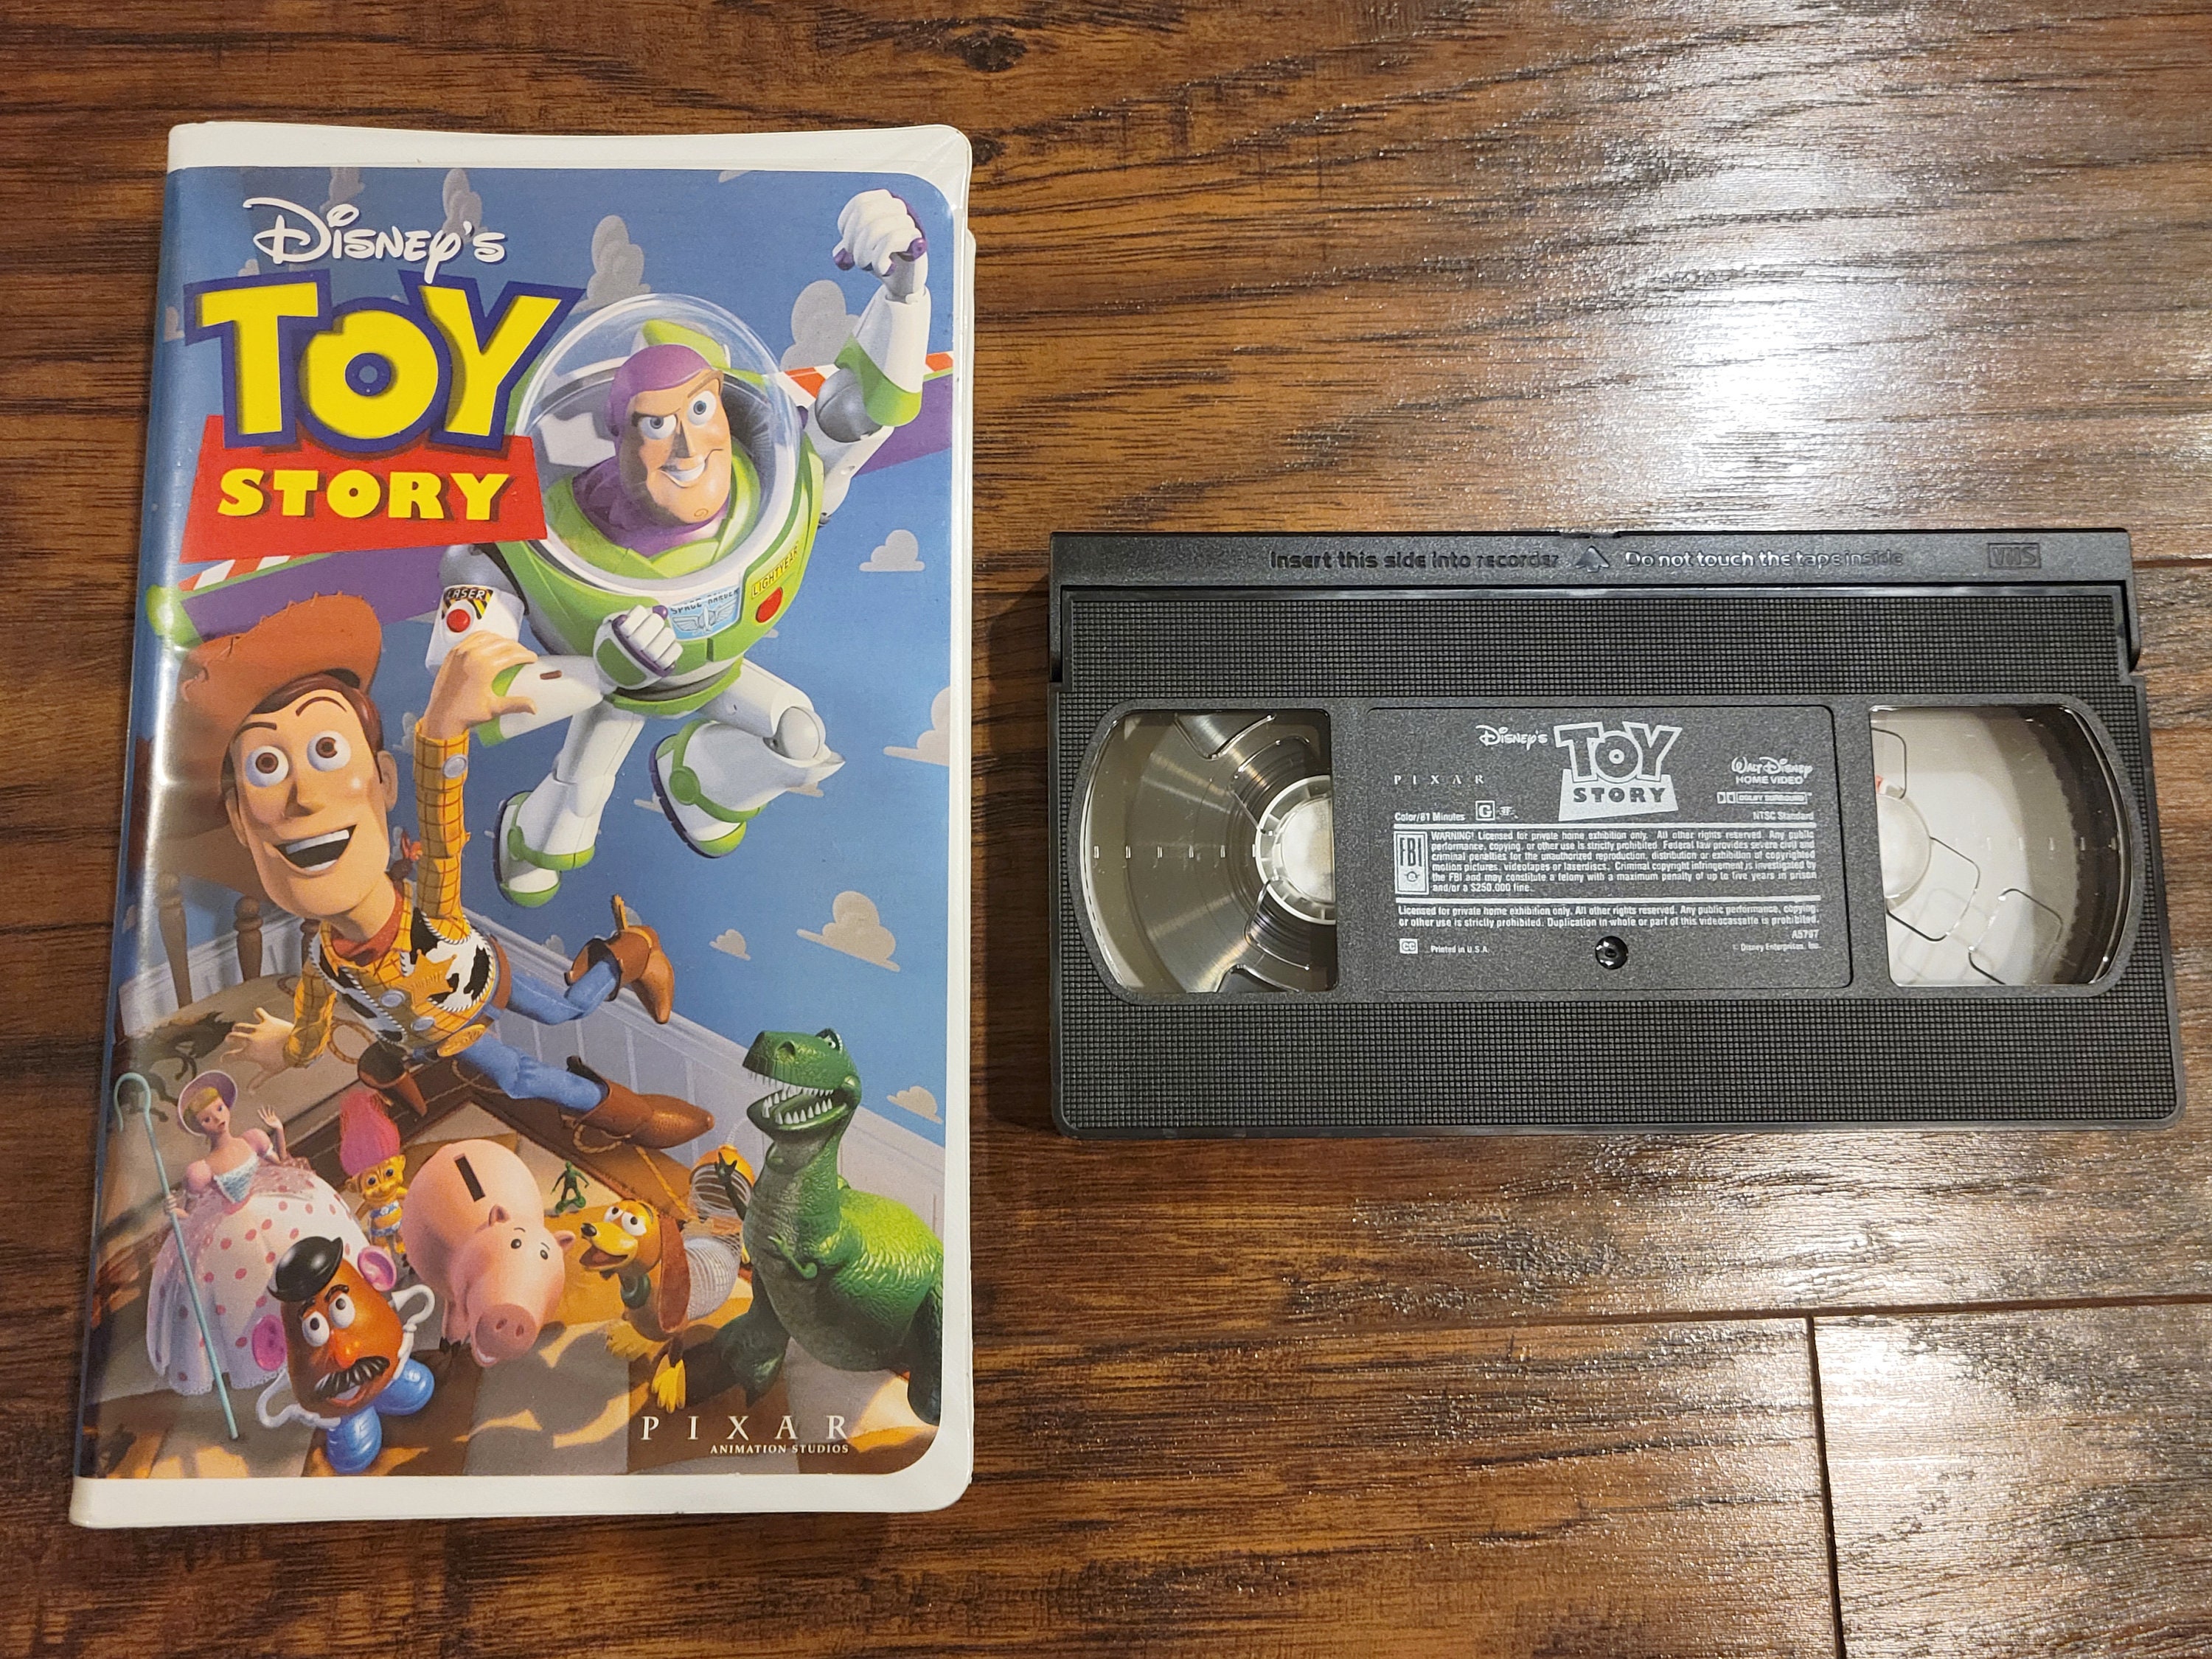 Disney's
TOY
STORY
LASER
SPACE RANGER
LIGHTYEAR
PIXAR
ANIMATION STUDIOS
Insert this side into recorder Do not touch the tape inside VHS
Disney's
TOY
STORY
PIXAR
WALT DISNEY
HOME VIDEO
DOLBY SURROUND
Color/81 Minutes G NTSC Standard
FBI
WARNING! Licensed for private home exhibition only. All other rights reserved. Any public
performance, copying, or other use is strictly prohibited. Federal law provides severe civil and
criminal penalties for the unauthorized reproduction, distribution or exhibition of copyrighted
motion pictures, videotapes or laserdiscs. Criminal copyright infringement is investigated by
the FBI and may constitute a felony with a maximum penalty of up to five years in prison
and/or a $250,000 fine.
Licensed for private home exhibition only. All other rights reserved. Any public performance, copying,
or other use is strictly prohibited. Duplication in whole or part of this videocassette is prohibited.
A5797
CC Printed in U.S.A. © Disney Enterprises, Inc.